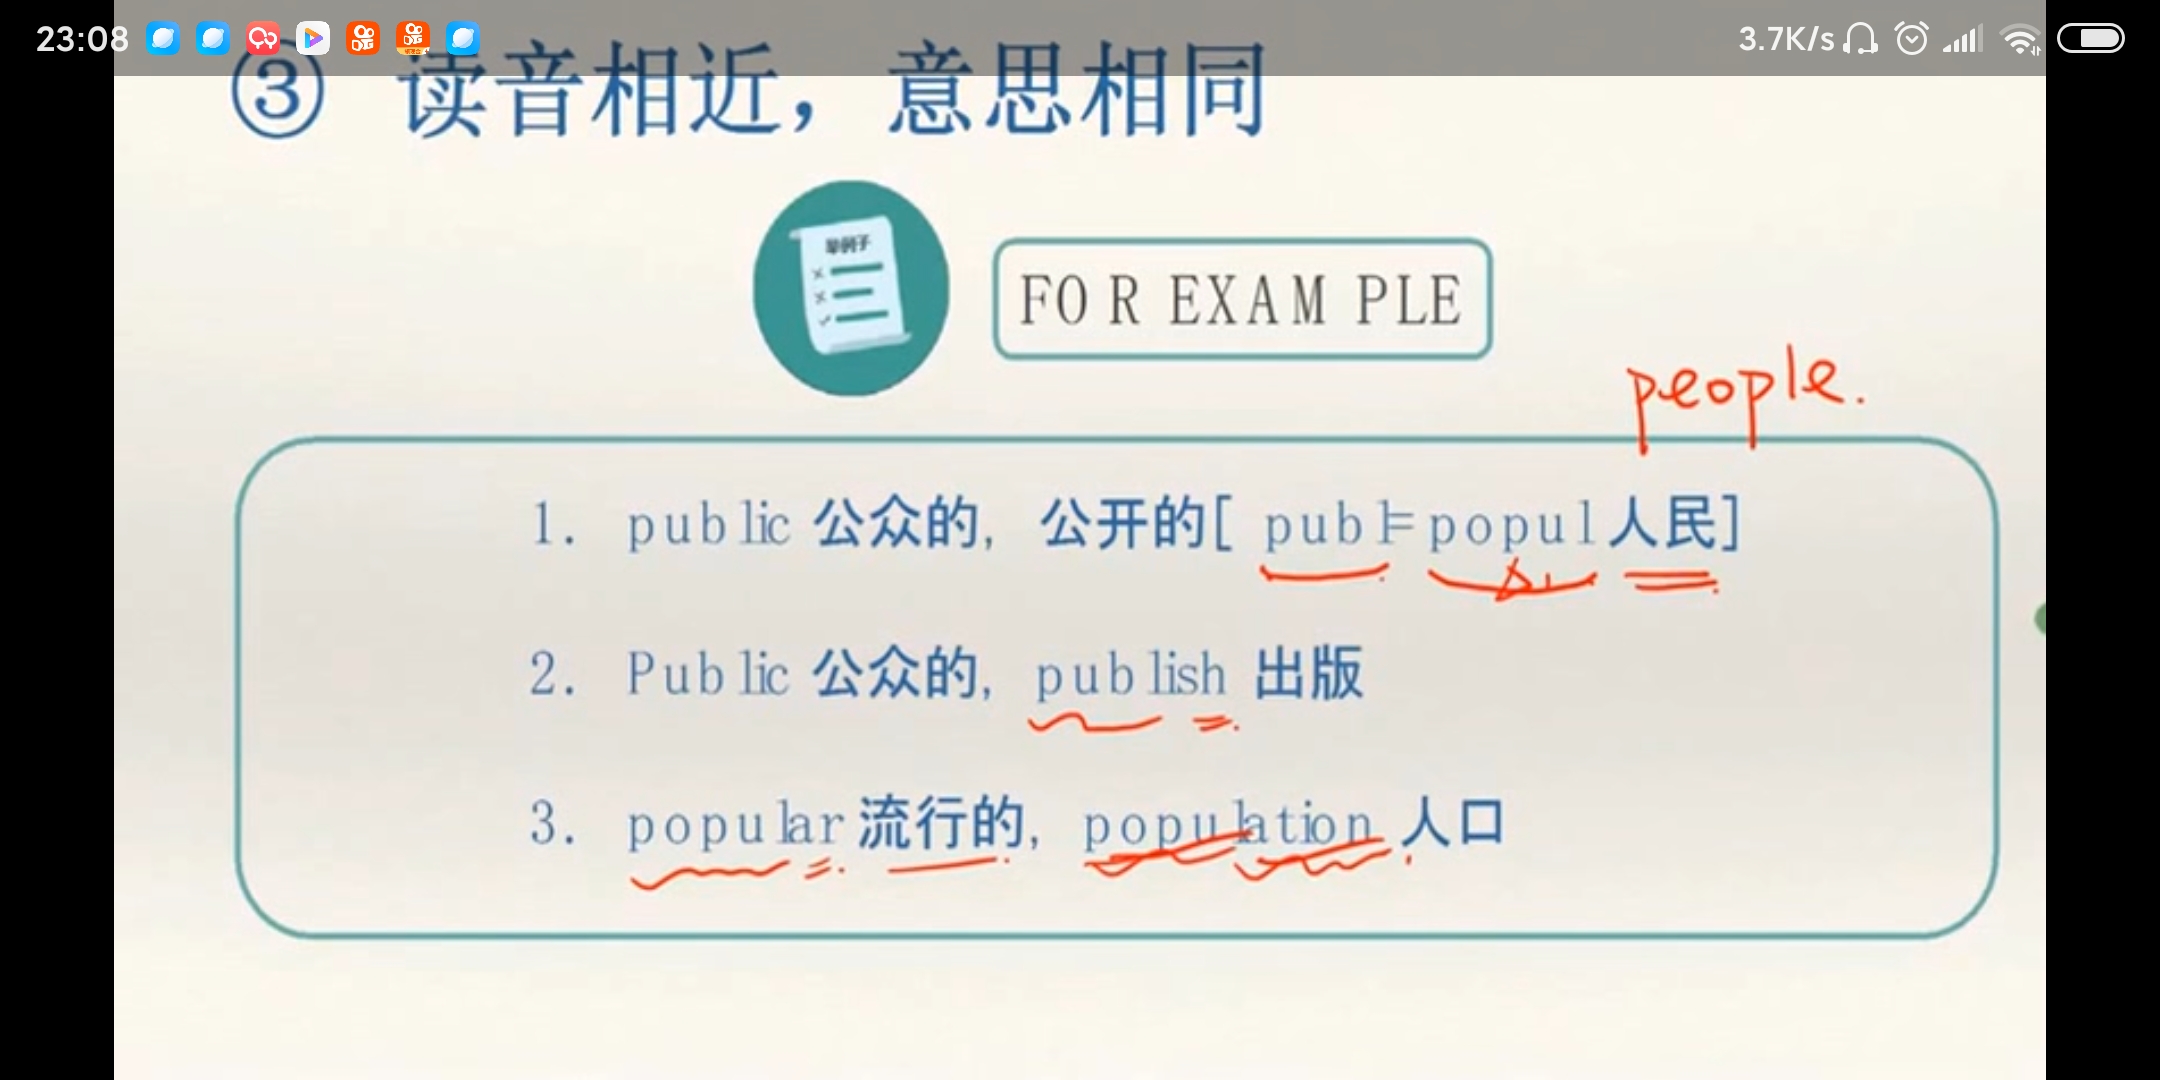 23:08 3.7K/s
③ 读音相近，意思相同
举例子
FOR EXAMPLE
people.
1. public 公众的，公开的[ publ=popul 人民]
2. Public 公众的，publish 出版
3. popular 流行的，population 人口